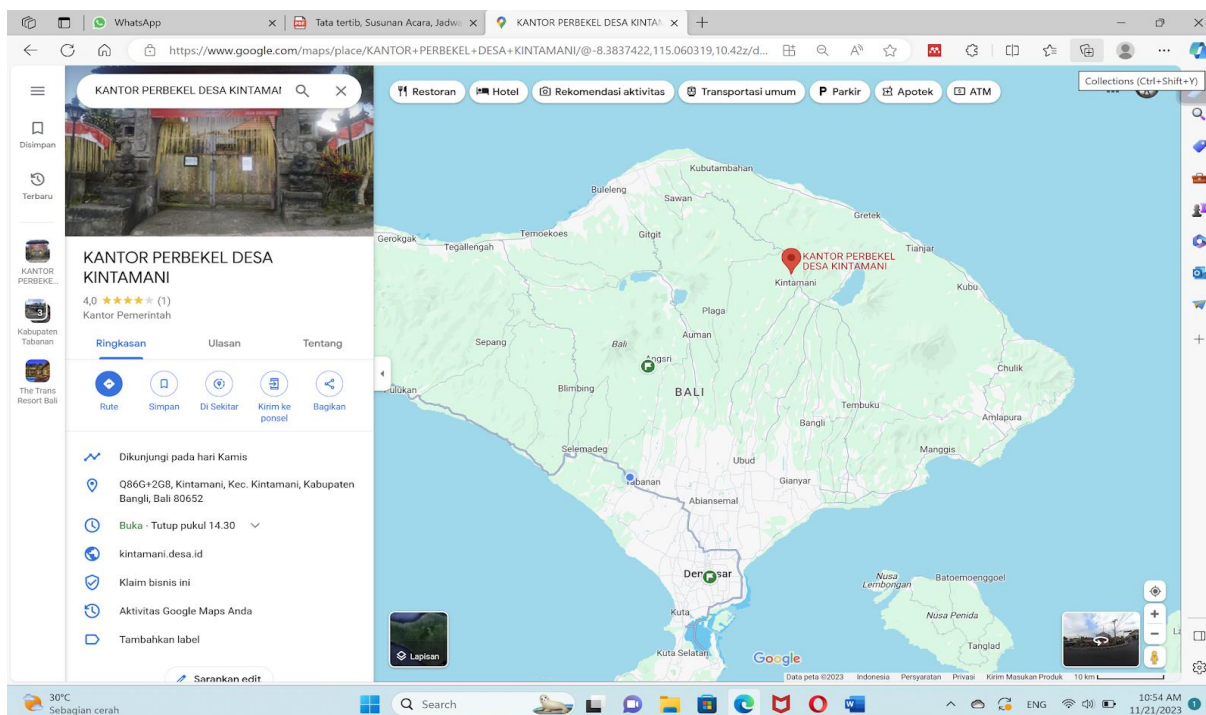 WhatsApp
Tata tertib, Susunan Acara, Jadwa
KANTOR PERBEKEL DESA KINTAN
https://www.google.com/maps/place/KANTOR+PERBEKEL+DESA+KINTAMANI/@-8.3837422,115.060319,10.42z/d...
Collections (Ctrl+Shift+Y)
KANTOR PERBEKEL DESA KINTAMAI
Restoran
Hotel
Rekomendasi aktivitas
Transportasi umum
P Parkir
Apotek
ATM
Disimpan
Terbaru
KANTOR
PERBEKE...
3
Kabupaten
Tabanan
The Trans
Resort Bali
KANTOR PERBEKEL DESA
KINTAMANI
4,0 (1)
Kantor Pemerintah
Ringkasan
Ulasan
Tentang
Rute
Simpan
Di Sekitar
Kirim ke
ponsel
Bagikan
Dikunjungi pada hari Kamis
Q86G+2G8, Kintamani, Kec. Kintamani, Kabupaten
Bangli, Bali 80652
Buka · Tutup pukul 14.30
kintamani.desa.id
Klaim bisnis ini
Aktivitas Google Maps Anda
Tambahkan label
Sarankan edit
Kubutambahan
Buleleng
Sawan
Gretek
Temoekoes
Gitgit
Gerokgak
Tegallengah
Tianjar
KANTOR PERBEKEL
DESA KINTAMANI
Kintamani
Kubu
Plaga
Auman
Sepang
Bali
Angsri
Chulik
Pulukan
Blimbing
BALI
Tembuku
Amlapura
Bangli
Selemadeg
Manggis
Ubud
Tabanan
Gianyar
Abiansemal
Denpasar
Nusa
Lembongan
Batoemoenggoel
Kuta
Nusa Penida
Tanglad
Kuta Selatan
Lapisan
Google
Data peta ©2023
Indonesia
Persyaratan
Privasi
Kirim Masukan Produk
10 km
30°C
Sebagian cerah
Search
ENG
10:54 AM
11/21/2023
1